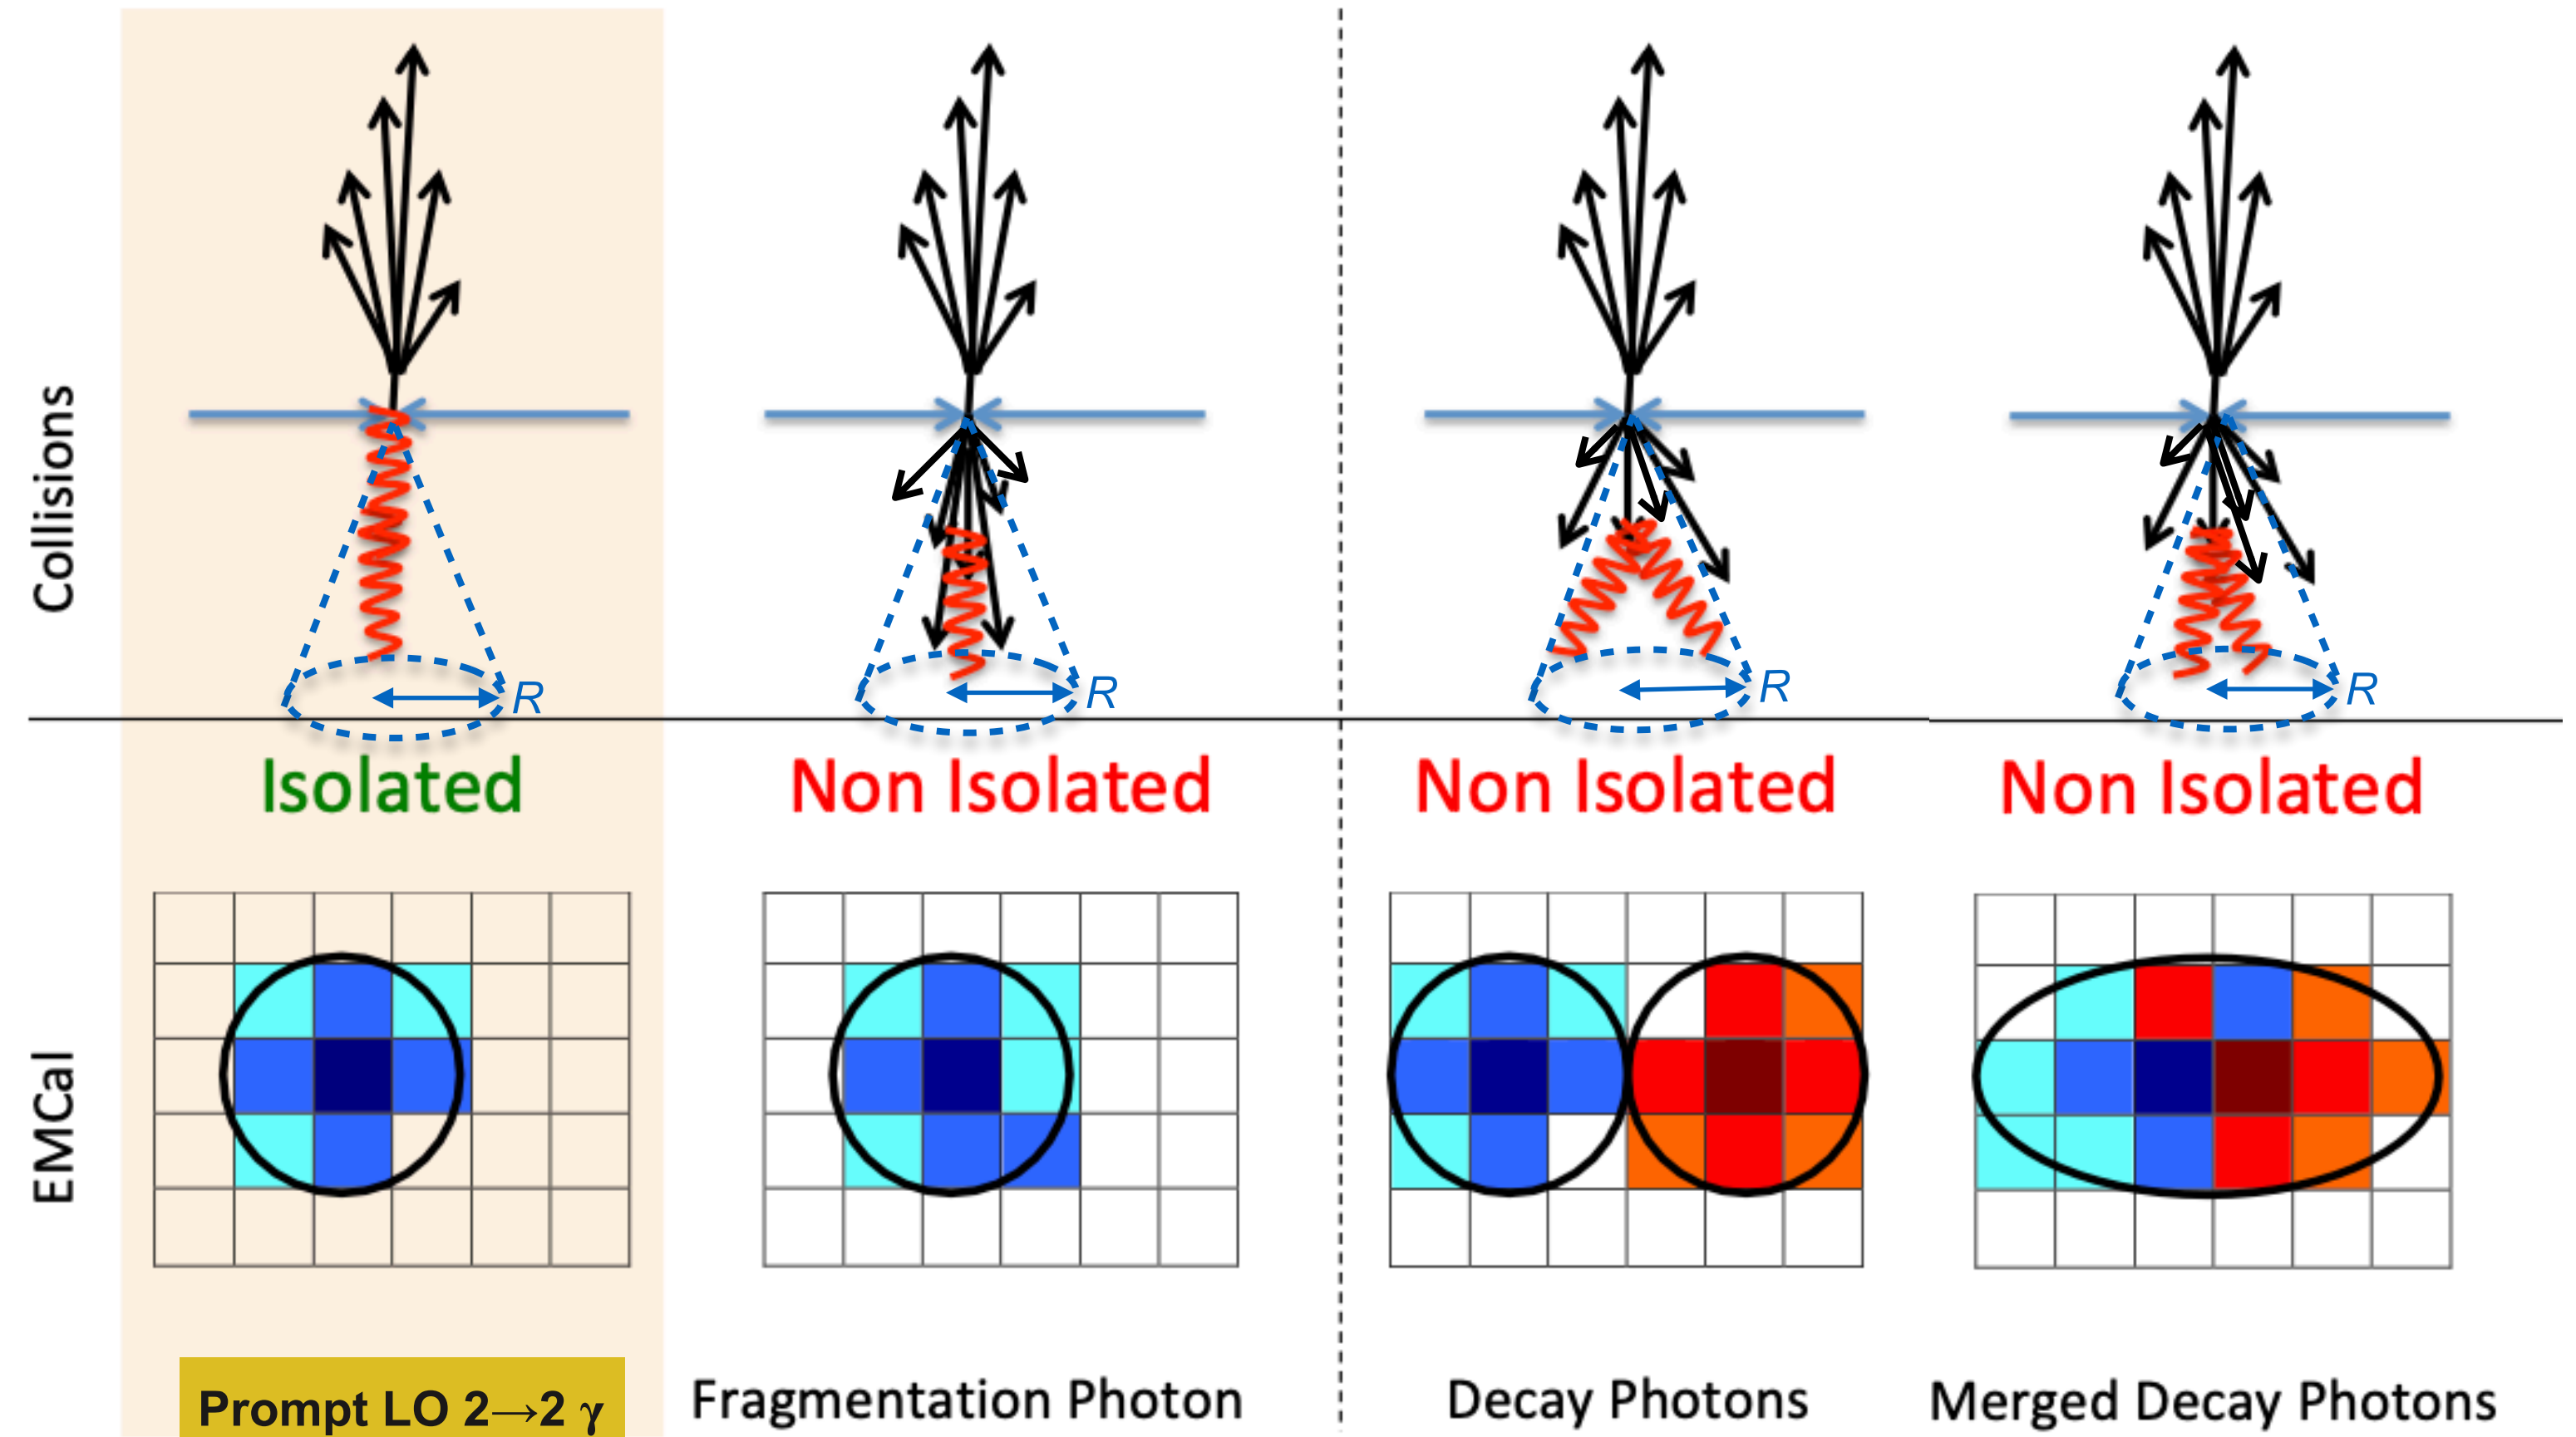 Collisions
R
R
R
R
Isolated
Non Isolated
Non Isolated
Non Isolated
EMCal
Prompt LO 2→2 γ
Fragmentation Photon
Decay Photons
Merged Decay Photons